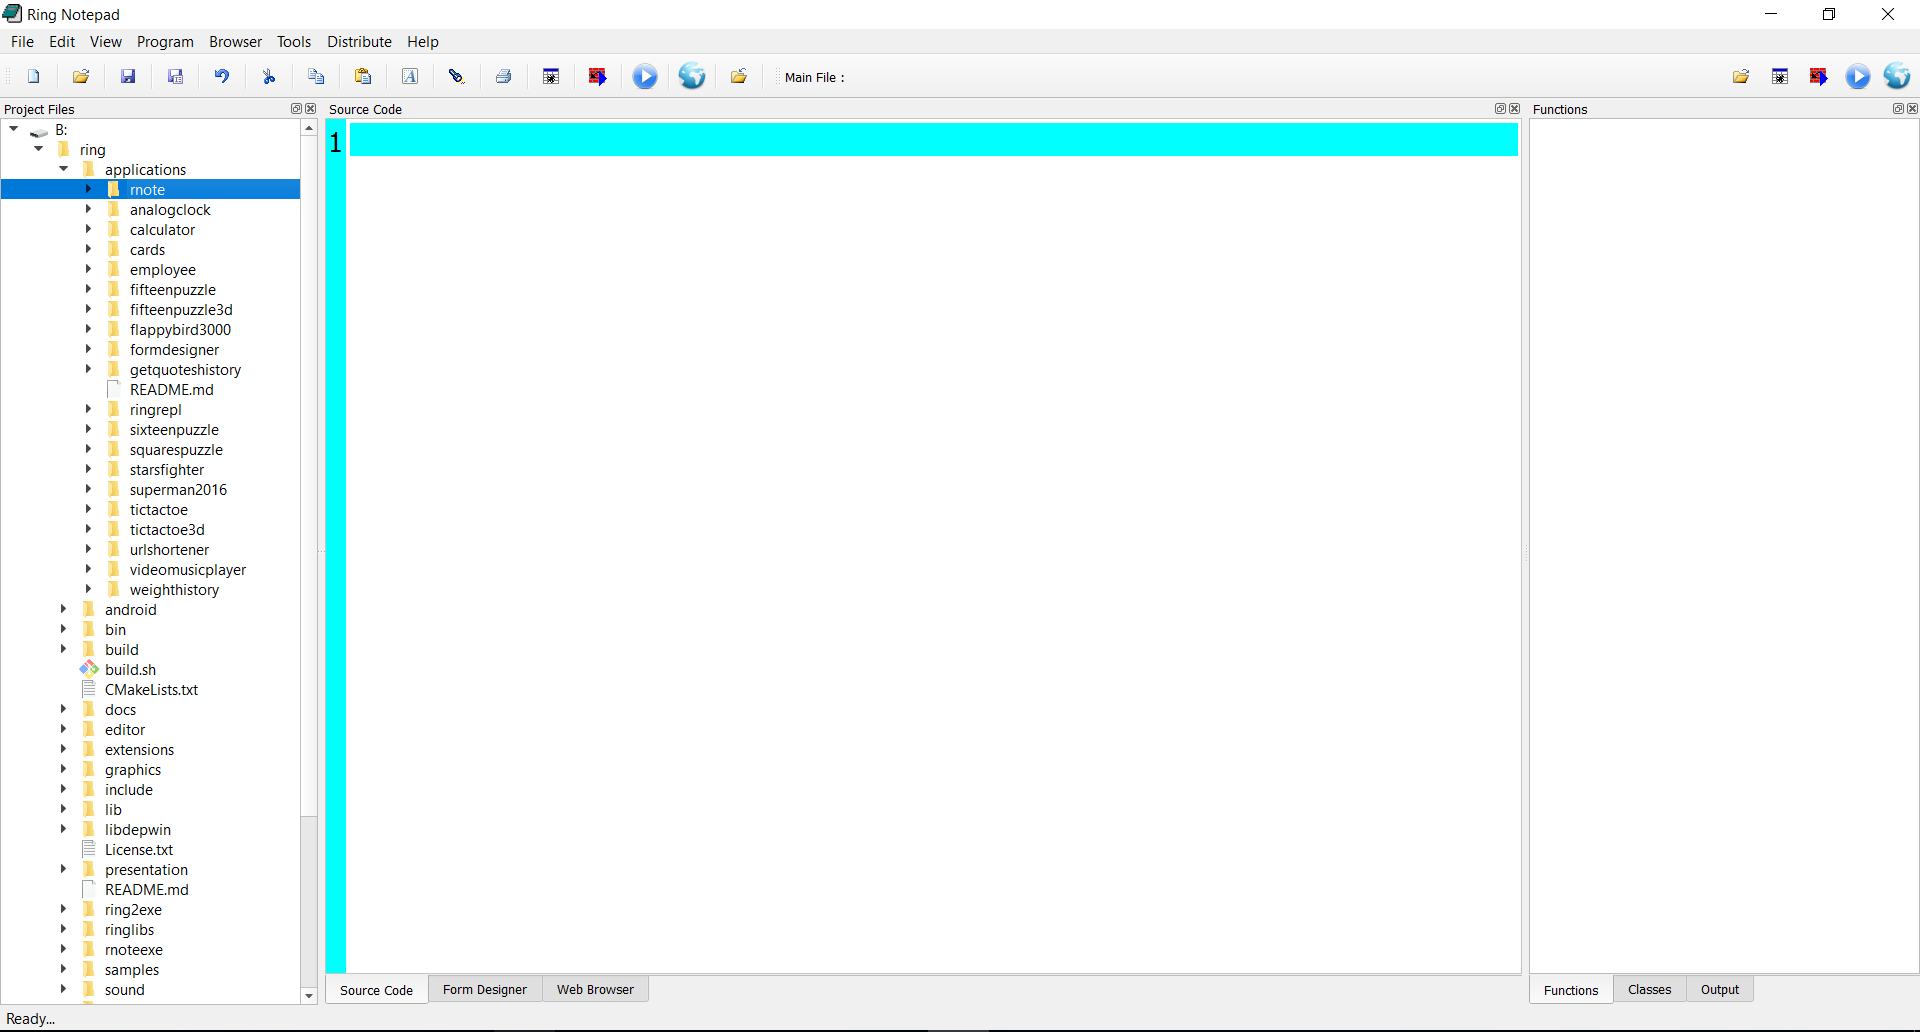 Ring Notepad
File Edit View Program Browser Tools Distribute Help
Main File :
Project Files
B:
ring
applications
rnote
analogclock
calculator
cards
employee
fifteenpuzzle
fifteenpuzzle3d
flappybird3000
formdesigner
getquoteshistory
README.md
ringrepl
sixteenpuzzle
squarespuzzle
starsfighter
superman2016
tictactoe
tictactoe3d
urlshortener
videomusicplayer
weighthistory
android
bin
build
build.sh
CMakeLists.txt
docs
editor
extensions
graphics
include
lib
libdepwin
License.txt
presentation
README.md
ring2exe
ringlibs
rnoteexe
samples
sound
Source Code
1
Source Code Form Designer Web Browser
Functions
Functions Classes Output
Ready...